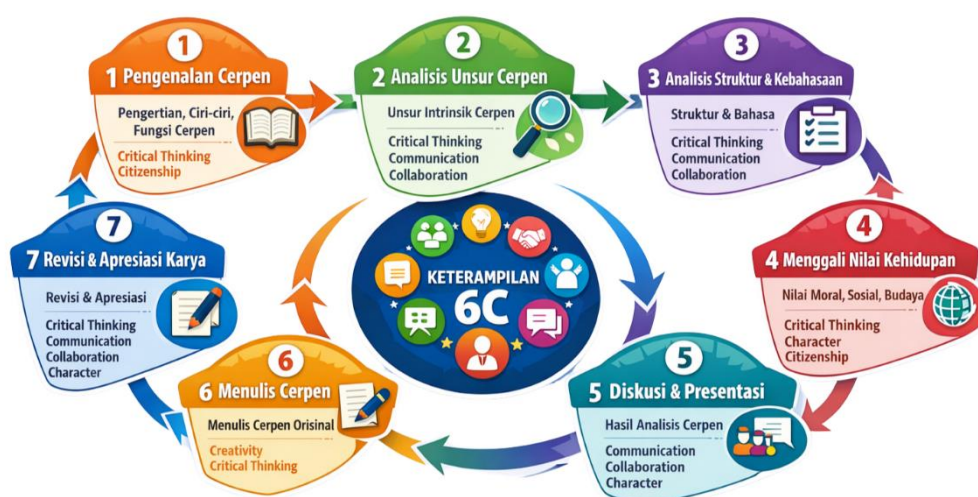 1
1 Pengenalan Cerpen
Pengertian, Ciri-ciri,
Fungsi Cerpen
Critical Thinking
Citizenship
2
2 Analisis Unsur Cerpen
Unsur Intrinsik Cerpen
Critical Thinking
Communication
Collaboration
3
3 Analisis Struktur & Kebahasaan
Struktur & Bahasa
Critical Thinking
Communication
Collaboration
4
4 Menggali Nilai Kehidupan
Nilai Moral, Sosial, Budaya
Critical Thinking
Character
Citizenship
5
5 Diskusi & Presentasi
Hasil Analisis Cerpen
Communication
Collaboration
Character
6
6 Menulis Cerpen
Menulis Cerpen Orisinal
Creativity
Critical Thinking
7
7 Revisi & Apresiasi Karya
Revisi & Apresiasi
Critical Thinking
Communication
Collaboration
Character
KETERAMPILAN
6C